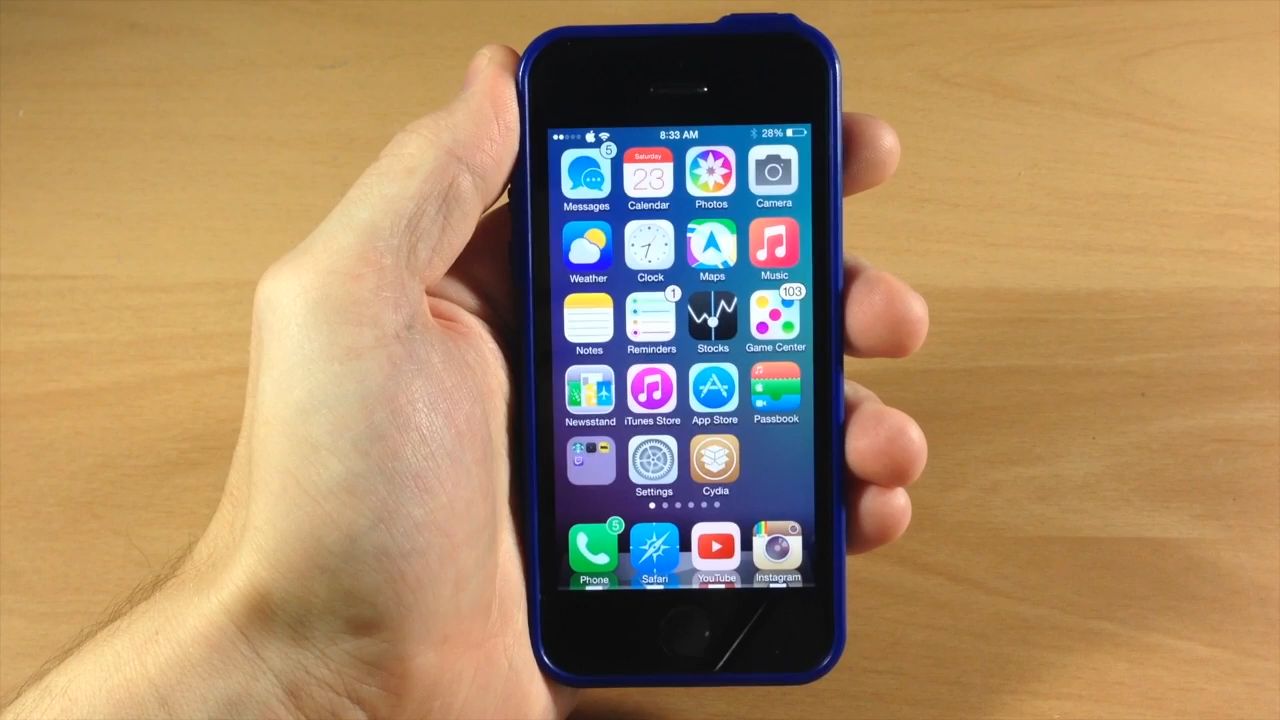 8:33 AM 28%
5
Saturday
23
Messages Calendar Photos Camera
Weather Clock Maps Music
1 103
Notes Reminders Stocks Game Center
Newsstand iTunes Store App Store Passbook
Settings Cydia
5
Phone Safari YouTube Instagram